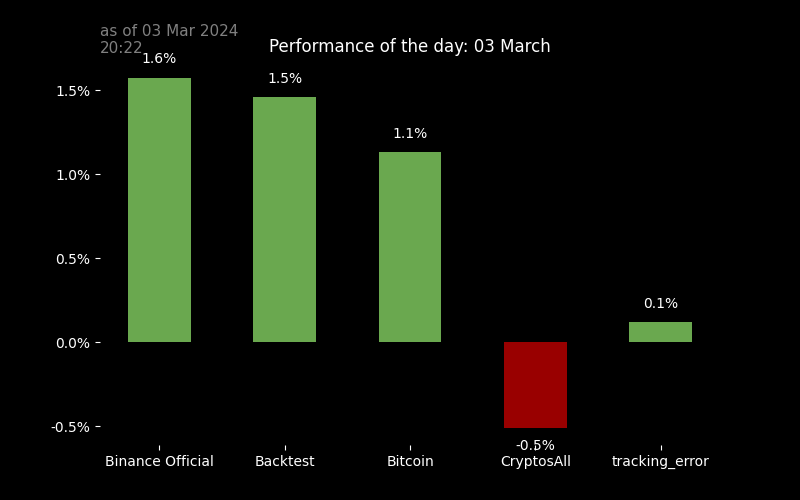 as of 03 Mar 2024
20:22
Performance of the day: 03 March
1.6%
1.5%
1.1%
-0.5%
0.1%
1.5%
1.0%
0.5%
0.0%
-0.5%
Binance Official
Backtest
Bitcoin
CryptosAll
tracking_error